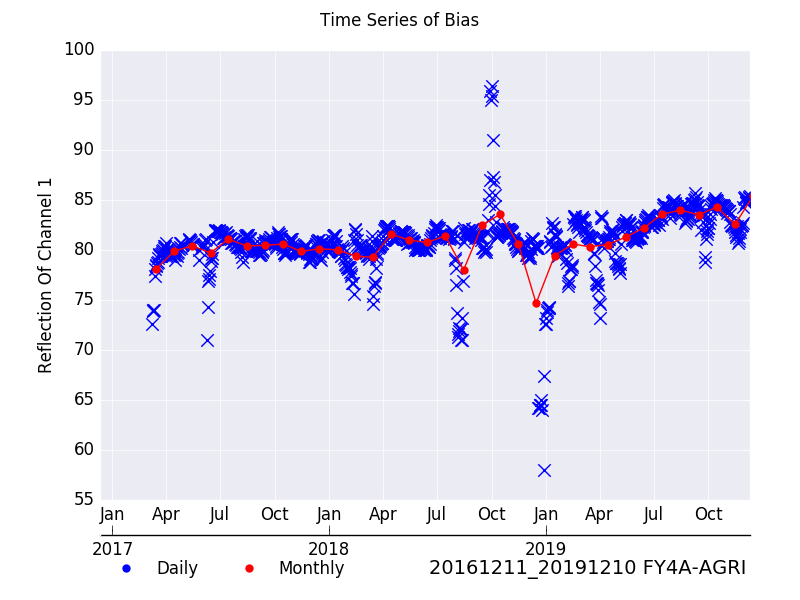 Time Series of Bias
100
95
90
85
80
75
70
65
60
55
Reflection Of Channel 1
Jan Apr Jul Oct Jan Apr Jul Oct Jan Apr Jul Oct
2017 2018 2019
Daily Monthly 20161211_20191210 FY4A-AGRI